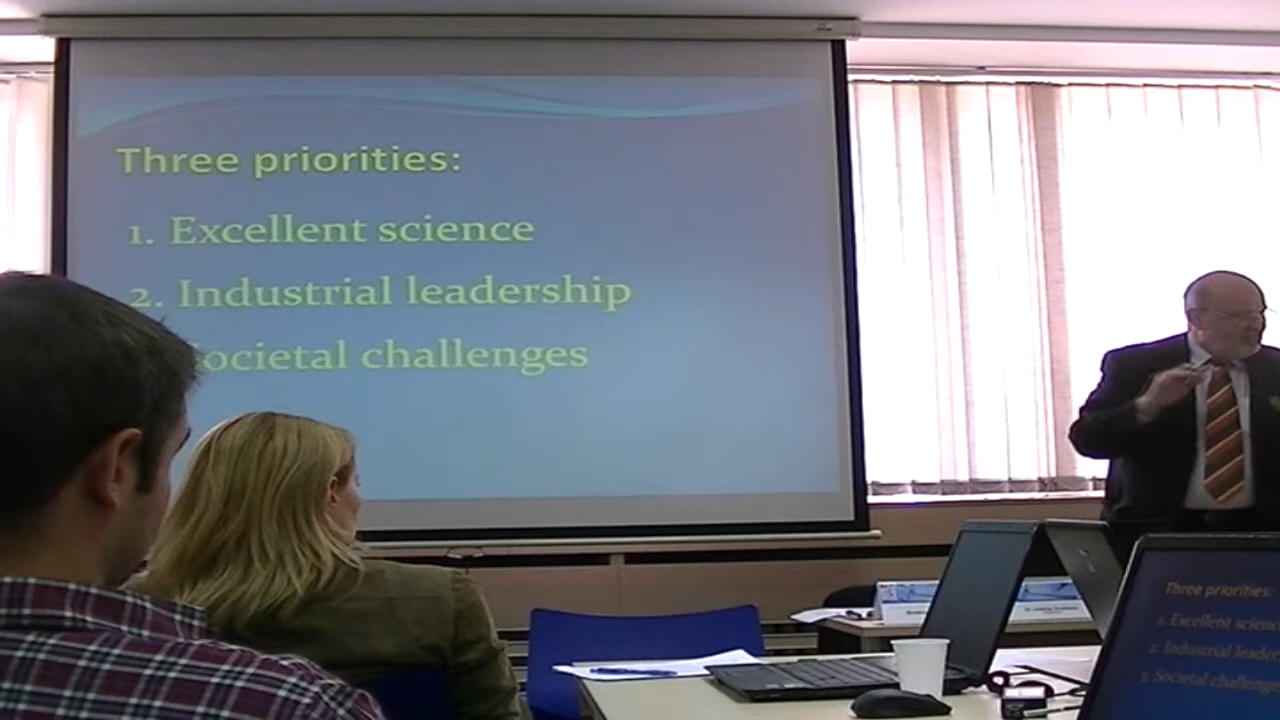 Three priorities:
1. Excellent science
2. Industrial leadership
Societal challenges
Three priorities:
1. Excellent scienc
2. Industrial leader
3. Societal challenge